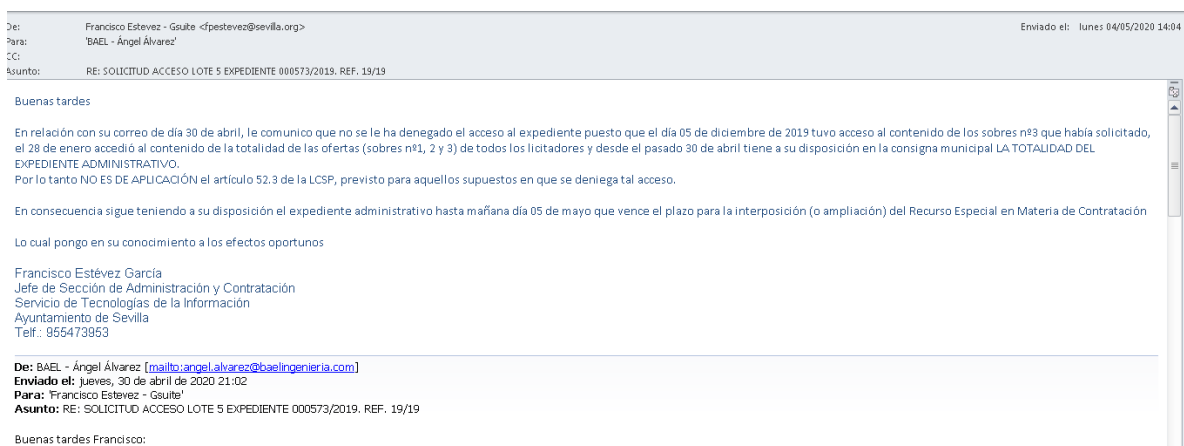 De: Francisco Estevez - Gsuite <fpestevez@sevilla.org> Enviado el: lunes 04/05/2020 14:04
Para: 'BAEL - Ángel Álvarez'
CC:
Asunto: RE: SOLICITUD ACCESO LOTE 5 EXPEDIENTE 000573/2019. REF. 19/19
Buenas tardes
En relación con su correo de día 30 de abril, le comunico que no se le ha denegado el acceso al expediente puesto que el día 05 de diciembre de 2019 tuvo acceso al contenido de los sobres nº3 que había solicitado,
el 28 de enero accedió al contenido de la totalidad de las ofertas (sobres nº1, 2 y 3) de todos los licitadores y desde el pasado 30 de abril tiene a su disposición en la consigna municipal LA TOTALIDAD DEL
EXPEDIENTE ADMINISTRATIVO.
Por lo tanto NO ES DE APLICACIÓN el artículo 52.3 de la LCSP, previsto para aquellos supuestos en que se deniega tal acceso.
En consecuencia sigue teniendo a su disposición el expediente administrativo hasta mañana día 05 de mayo que vence el plazo para la interposición (o ampliación) del Recurso Especial en Materia de Contratación
Lo cual pongo en su conocimiento a los efectos oportunos
Francisco Estévez García
Jefe de Sección de Administración y Contratación
Servicio de Tecnologías de la Información
Ayuntamiento de Sevilla
Telf.: 955473953
De: BAEL - Ángel Álvarez [mailto:angel.alvarez@baelingenieria.com]
Enviado el: jueves, 30 de abril de 2020 21:02
Para: 'Francisco Estevez - Gsuite'
Asunto: RE: SOLICITUD ACCESO LOTE 5 EXPEDIENTE 000573/2019. REF. 19/19
Buenas tardes Francisco: